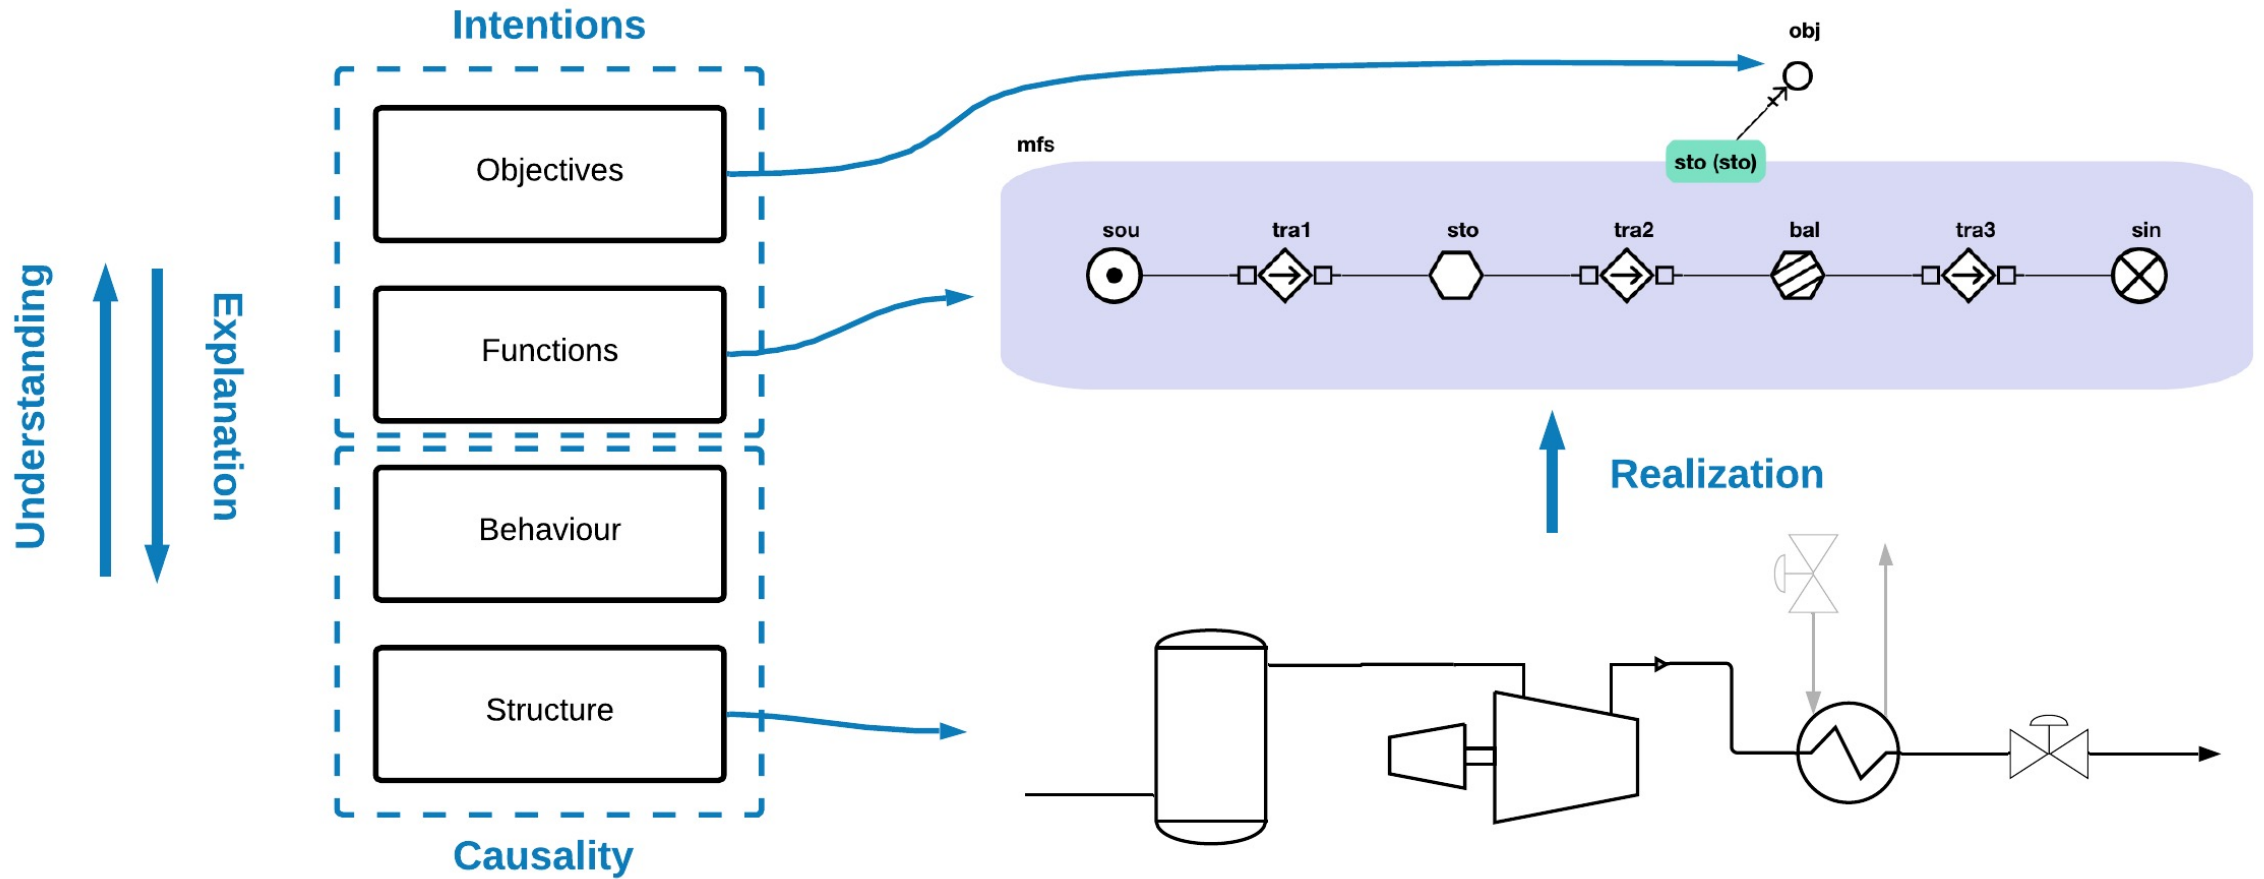 Intentions
Objectives
Functions
Behaviour
Structure
Causality
Understanding
Explanation
obj
mfs
sto (sto)
sou
tra1
sto
tra2
bal
tra3
sin
Realization